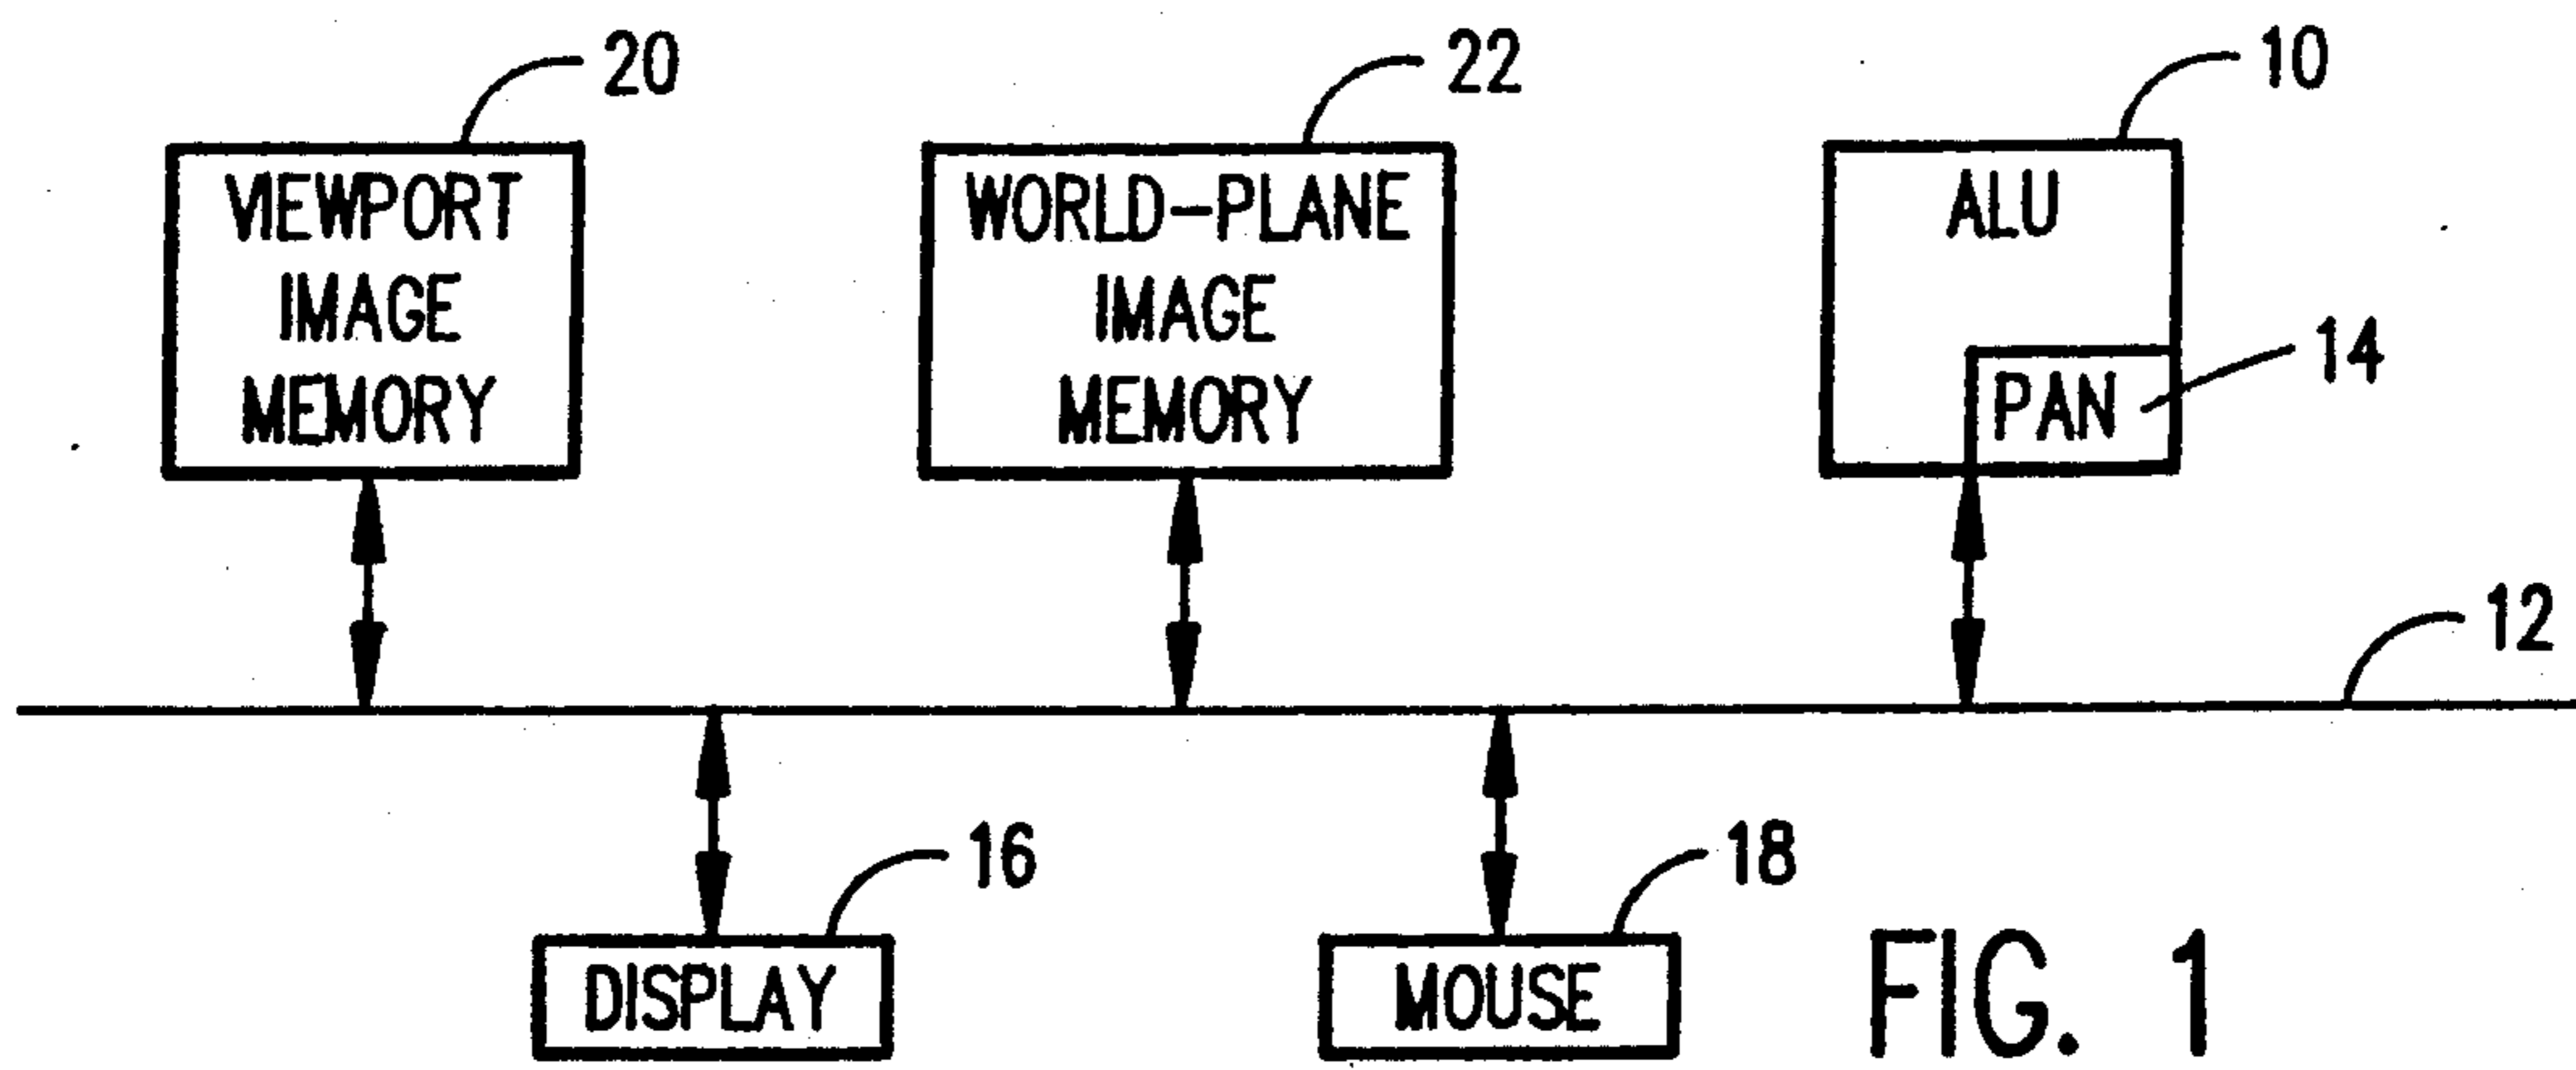 20
VIEWPORT
IMAGE
MEMORY
22
WORLD-PLANE
IMAGE
MEMORY
10
ALU
14
PAN
12
16
DISPLAY
18
MOUSE
FIG. 1